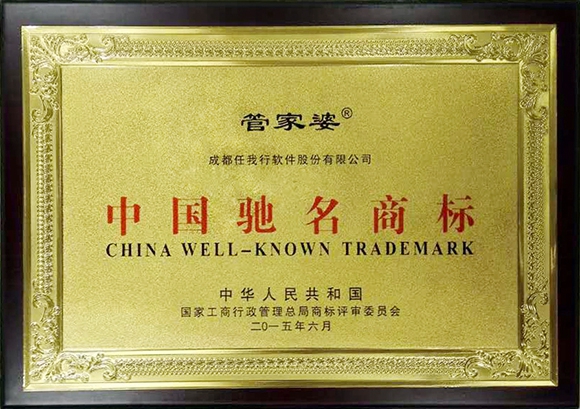 管家婆®
成都任我行软件股份有限公司
中国驰名商标
CHINA WELL-KNOWN TRADEMARK
中华人民共和国
国家工商行政管理总局商标评审委员会
二〇一五年六月